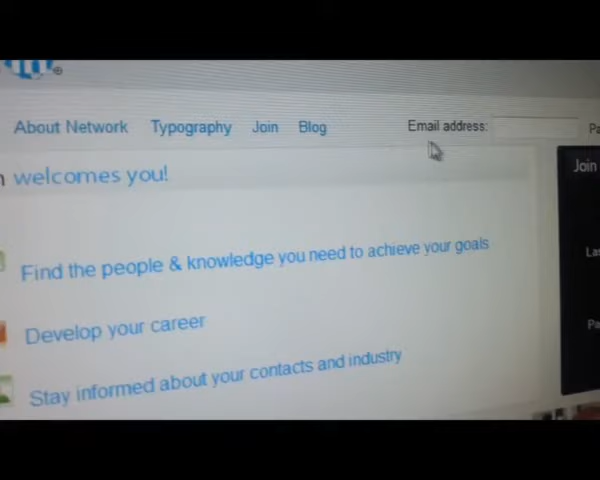 About Network Typography Join Blog Email address:
welcomes you!
Join
Find the people & knowledge you need to achieve your goals
Develop your career
Stay informed about your contacts and industry